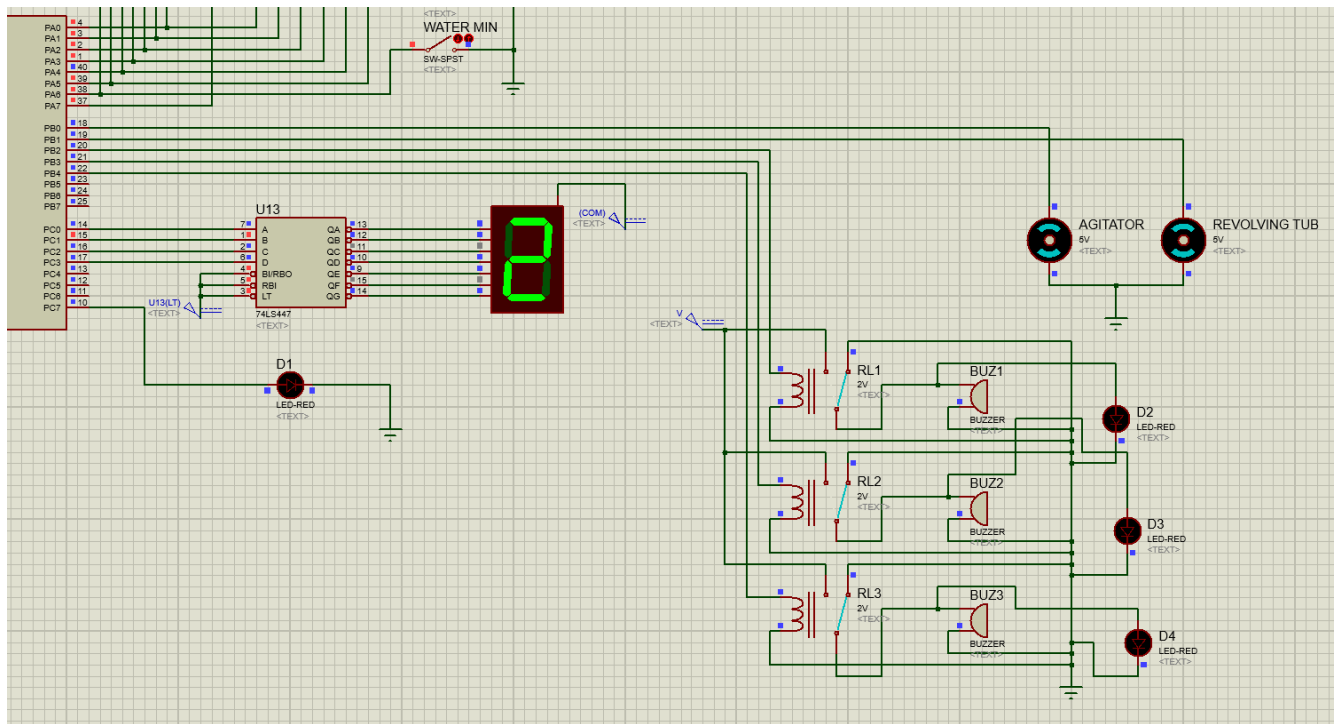 <TEXT>
WATER MIN
SW-SPST
<TEXT>
PA0 4
PA1 3
PA2 2
PA3 1
PA4 40
PA5 39
PA6 38
PA7 37
PB0 18
PB1 19
PB2 20
PB3 21
PB4 22
PB5 23
PB6 24
PB7 25
PC0 14
PC1 15
PC2 16
PC3 17
PC4 13
PC5 12
PC6 11
PC7 10
U13
7 A QA 13
1 B QB 12
2 C QC 11
6 D QD 10
4 BI/RBO QE 9
5 RBI QF 15
3 LT QG 14
74LS447
<TEXT>
U13(LT)
<TEXT>
(COM)
<TEXT>
AGITATOR
5V
<TEXT>
REVOLVING TUB
5V
<TEXT>
V
<TEXT>
D1
LED-RED
<TEXT>
RL1
2V
<TEXT>
BUZ1
BUZZER
<TEXT>
D2
LED-RED
<TEXT>
RL2
2V
<TEXT>
BUZ2
BUZZER
<TEXT>
D3
LED-RED
<TEXT>
RL3
2V
<TEXT>
BUZ3
BUZZER
<TEXT>
D4
LED-RED
<TEXT>
2